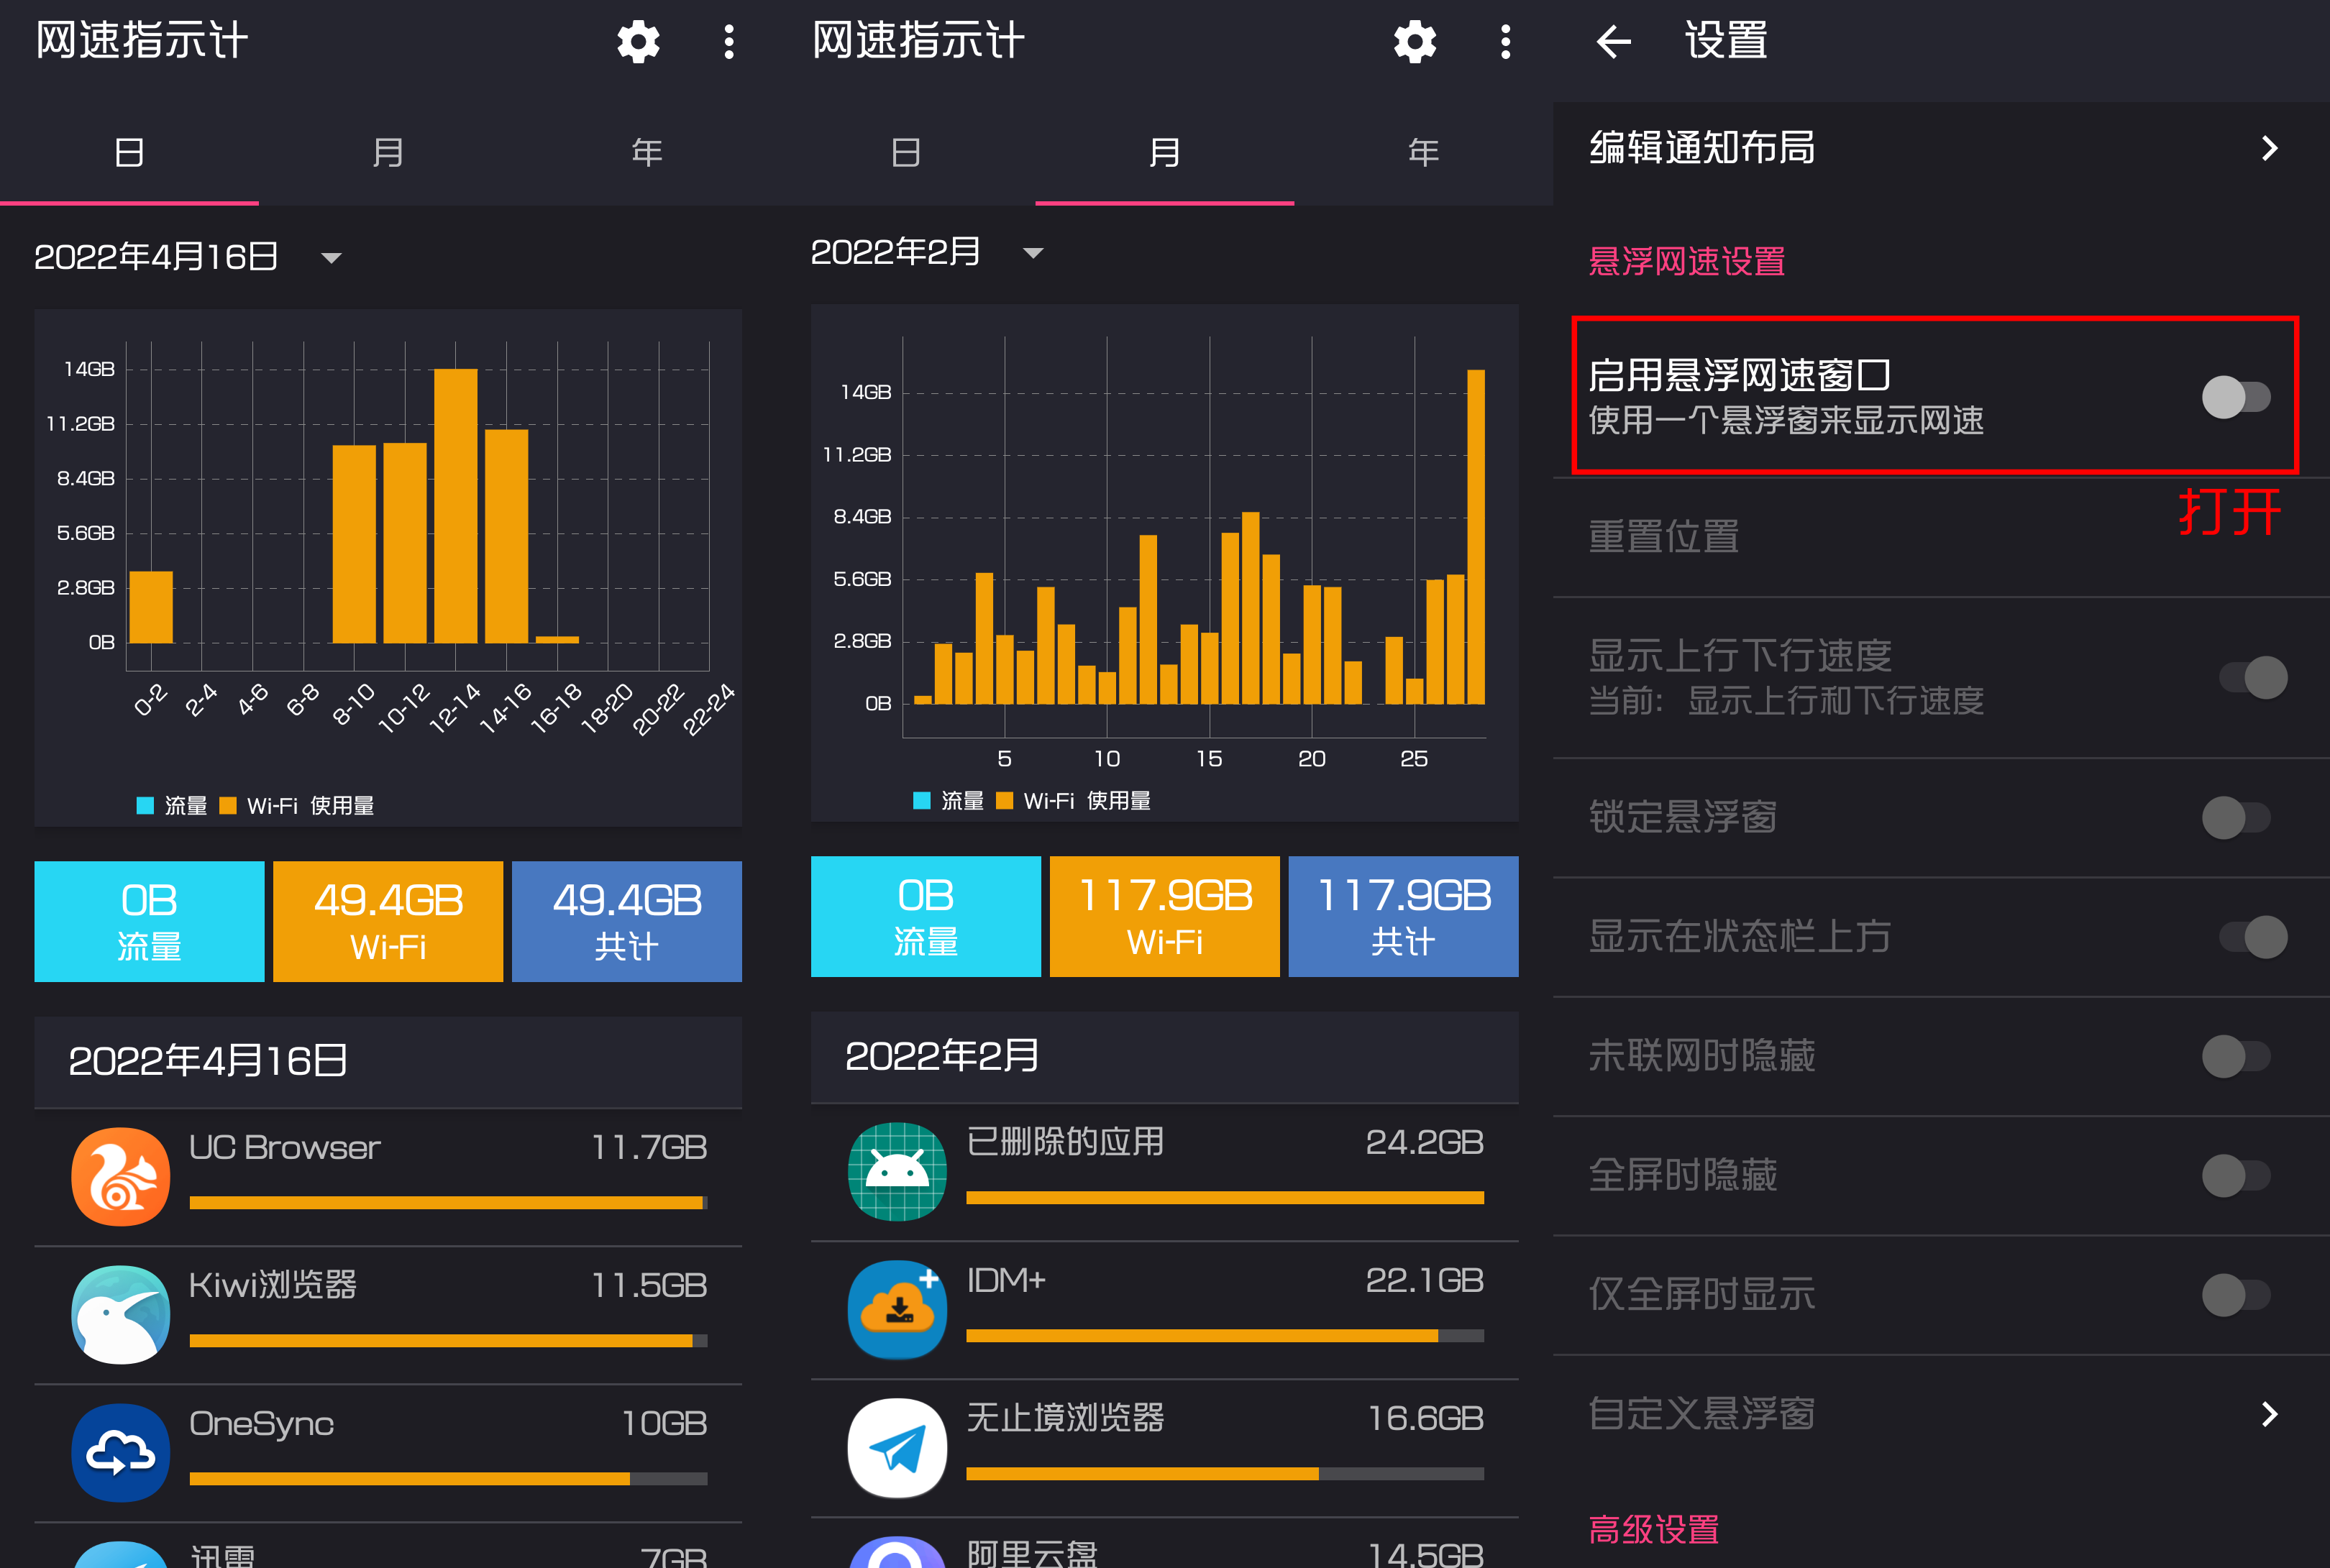 网速指示计
日 月 年
2022年4月16日
14GB
11.2GB
8.4GB
5.6GB
2.8GB
0B
0-2 2-4 4-6 6-8 8-10 10-12 12-14 14-16 16-18 18-20 20-22 22-24
流量 Wi-Fi 使用量
0B 49.4GB 49.4GB
流量 Wi-Fi 共计
2022年4月16日
UC Browser 11.7GB
Kiwi浏览器 11.5GB
OneSync 10GB
迅雷 7GB
网速指示计
日 月 年
2022年2月
14GB
11.2GB
8.4GB
5.6GB
2.8GB
0B
5 10 15 20 25
流量 Wi-Fi 使用量
0B 117.9GB 117.9GB
流量 Wi-Fi 共计
2022年2月
已删除的应用 24.2GB
IDM+ 22.1GB
无止境浏览器 16.6GB
阿里云盘 14.5GB
设置
编辑通知布局
悬浮网速设置
启用悬浮网速窗口
使用一个悬浮窗来显示网速
打开
重置位置
显示上行下行速度
当前: 显示上行和下行速度
锁定悬浮窗
显示在状态栏上方
未联网时隐藏
全屏时隐藏
仅全屏时显示
自定义悬浮窗
高级设置